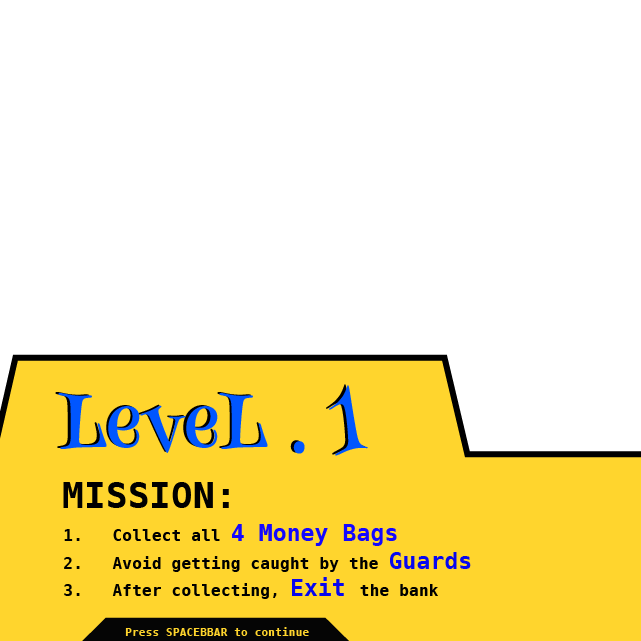 LeveL . 1
MISSION:
1. Collect all 4 Money Bags
2. Avoid getting caught by the Guards
3. After collecting, Exit the bank
Press SPACEBBAR to continue